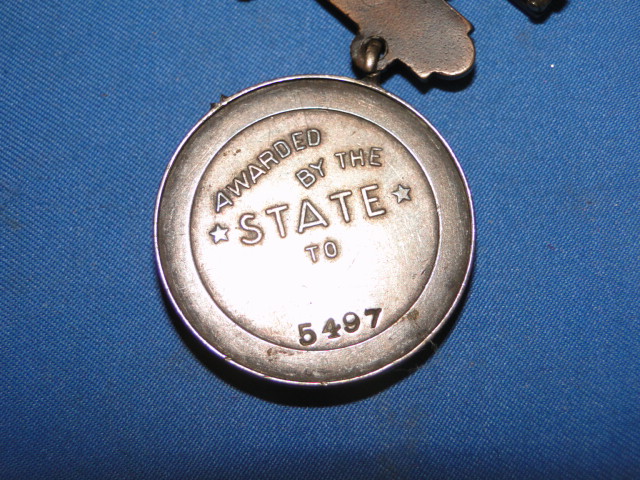 AWARDED
BY THE
★ STATE ★
TO
5497